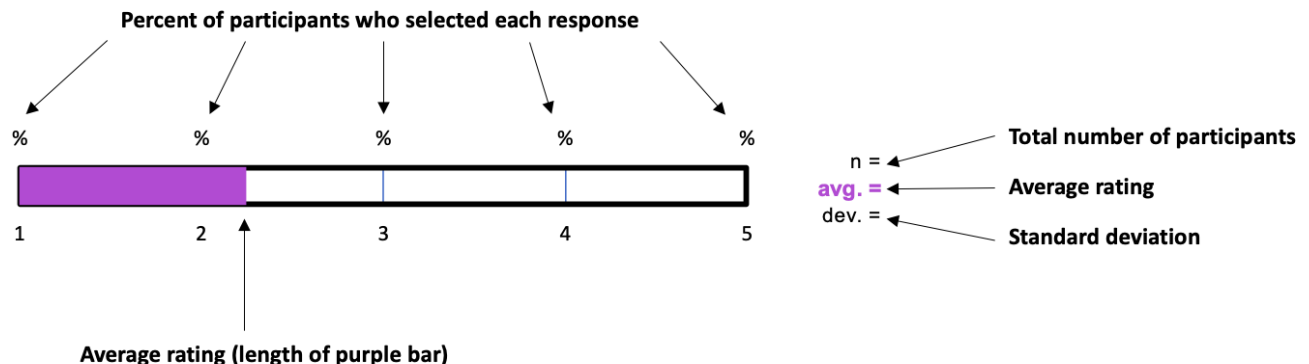 Percent of participants who selected each response
% % % % %
Total number of participants
n =
avg. =
Average rating
dev. =
Standard deviation
1 2 3 4 5
Average rating (length of purple bar)